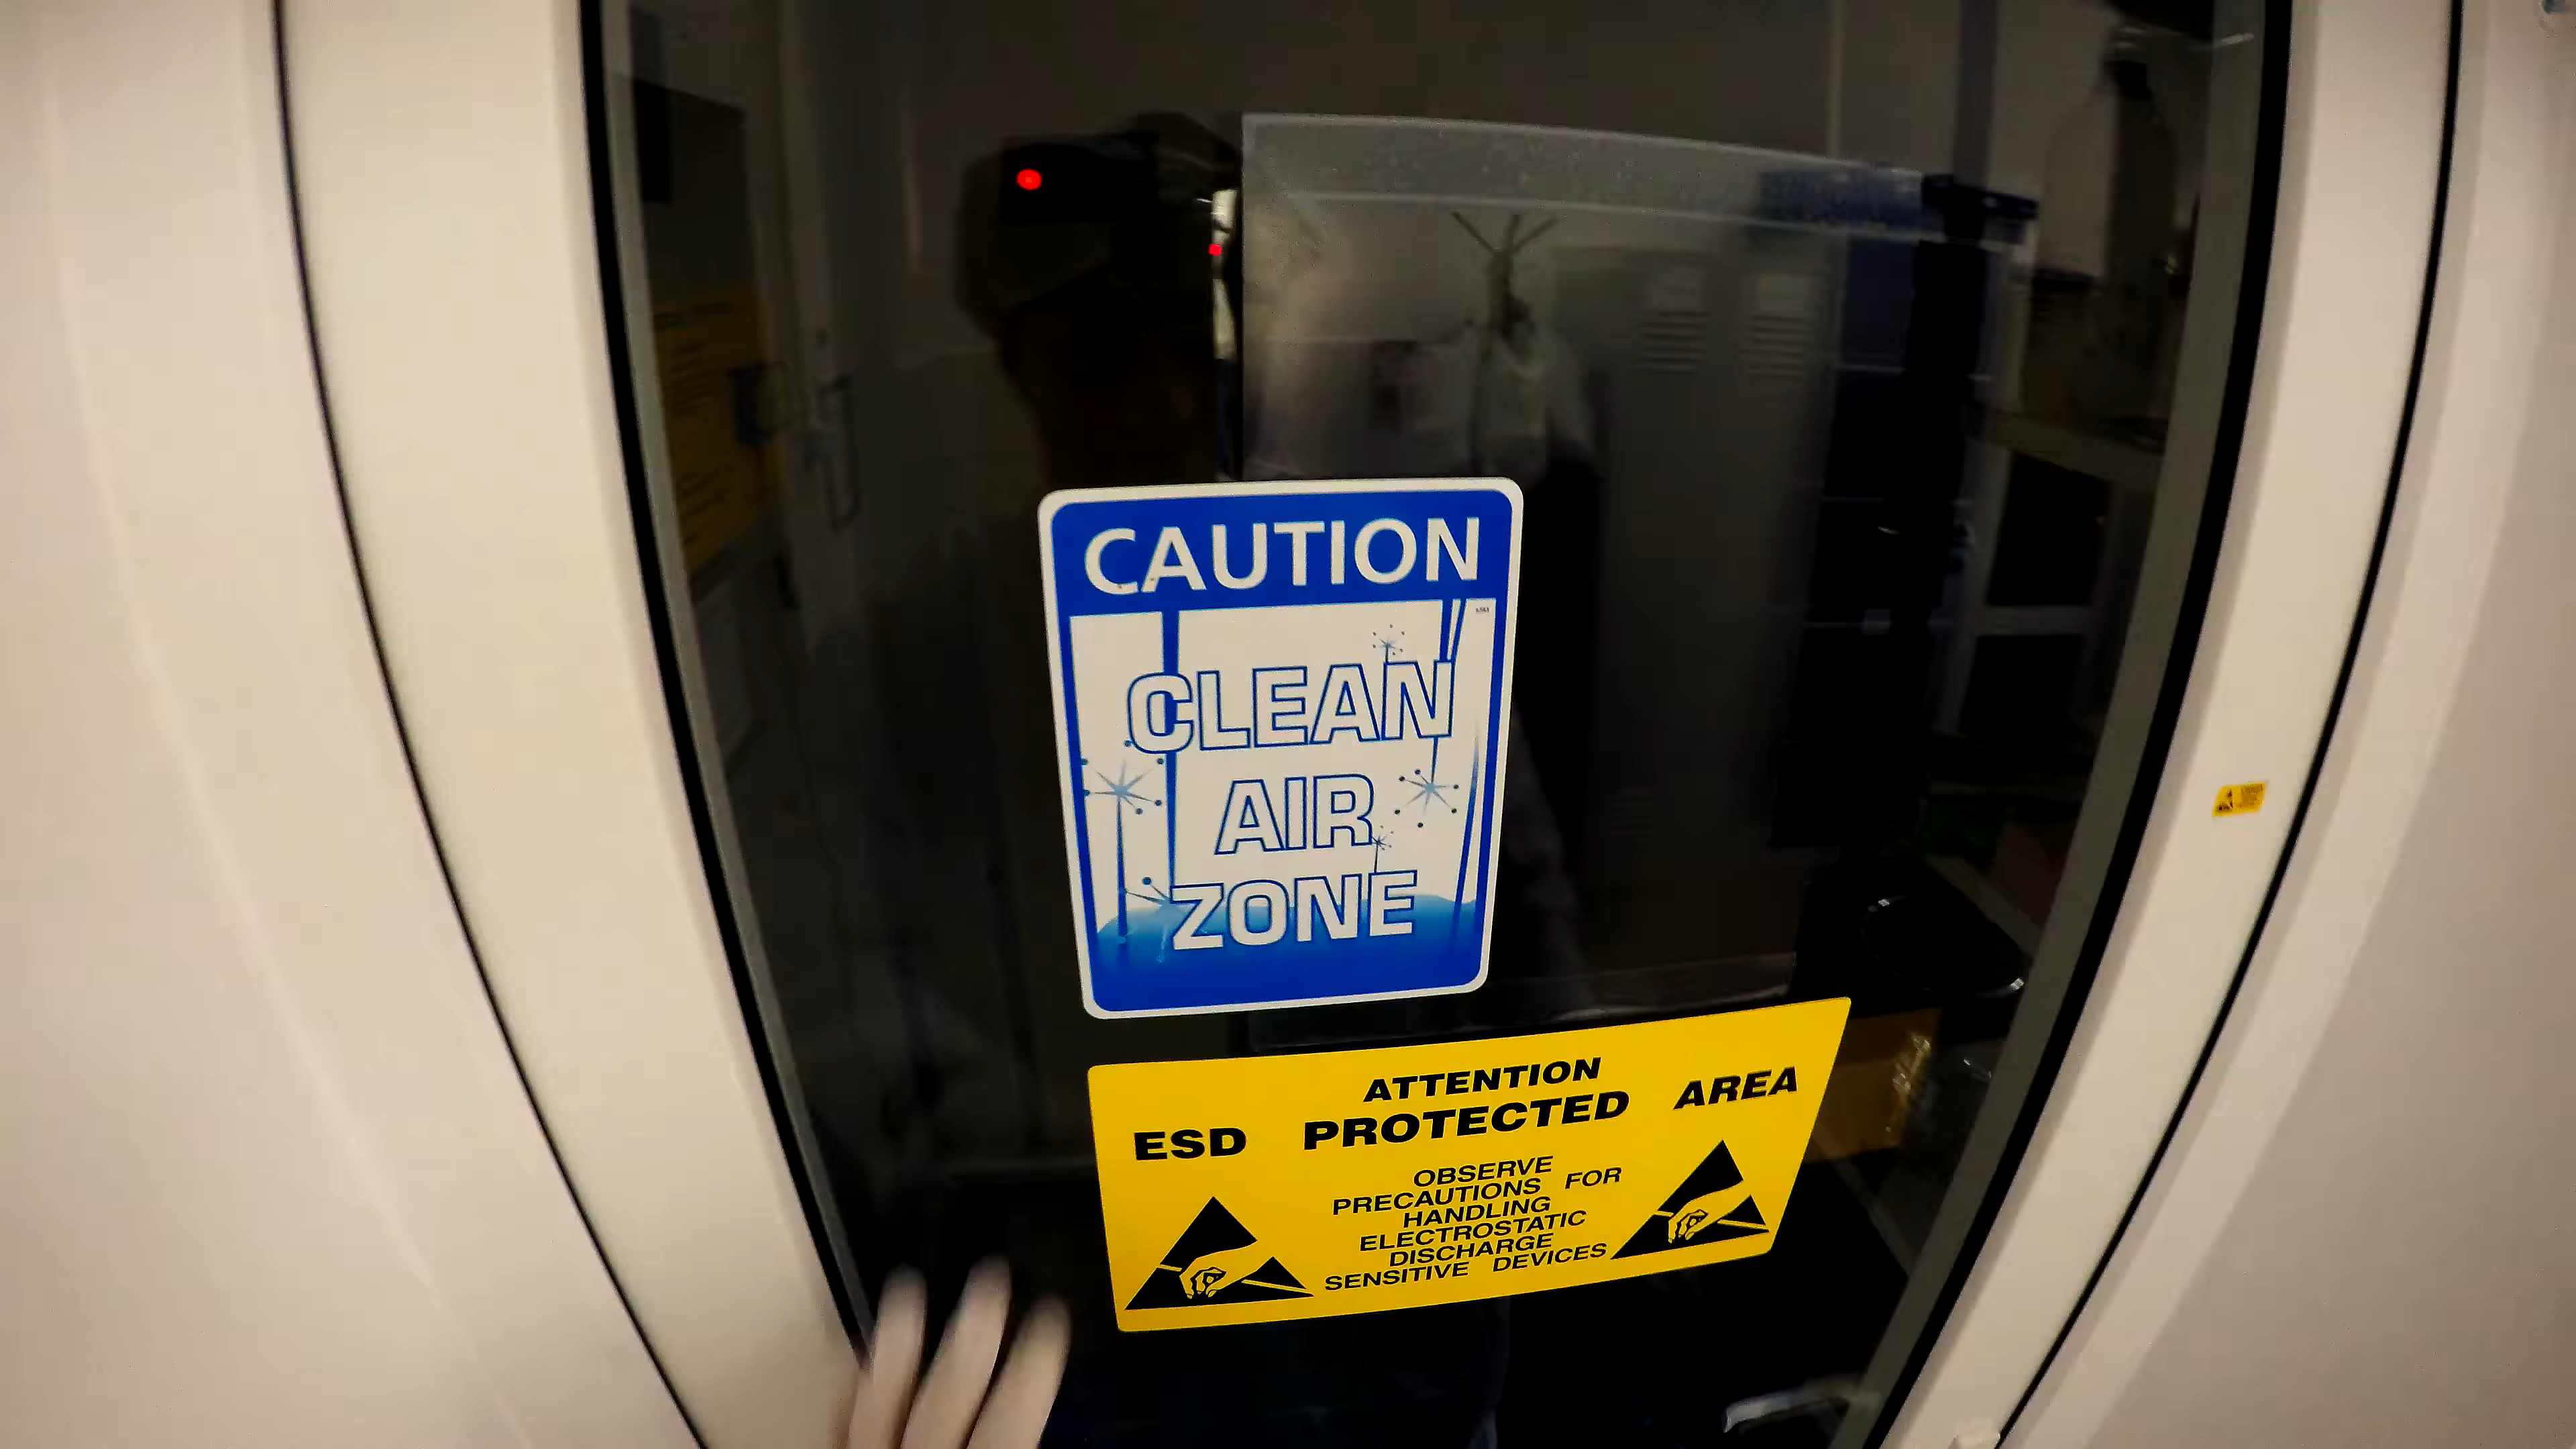 CAUTION
CLEAN
AIR
ZONE
ATTENTION
ESD PROTECTED AREA
OBSERVE
PRECAUTIONS FOR
HANDLING
ELECTROSTATIC
DISCHARGE
SENSITIVE DEVICES